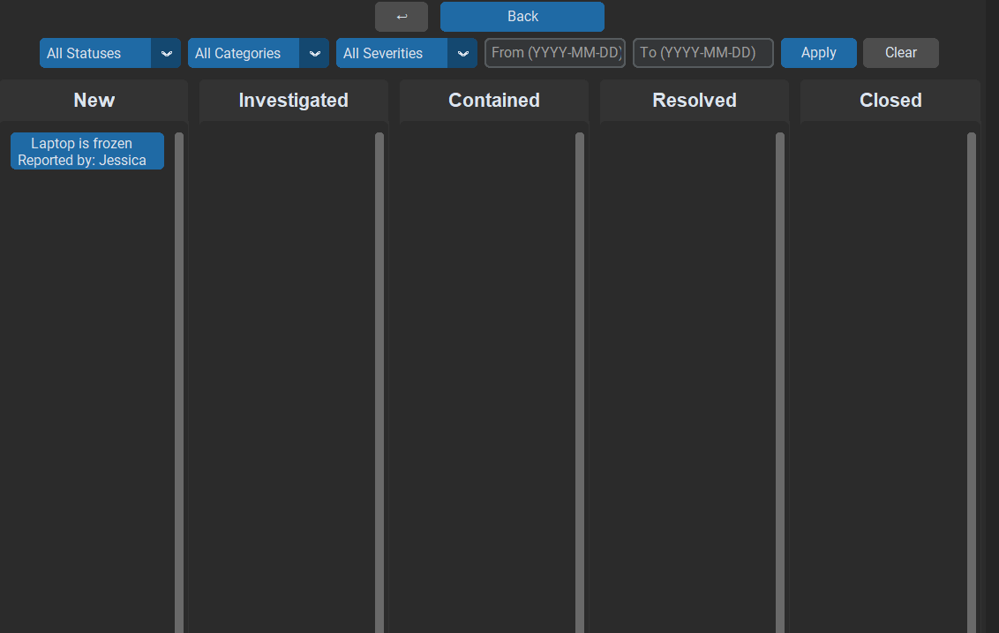 ↩ Back
All Statuses All Categories All Severities From (YYYY-MM-DD) To (YYYY-MM-DD) Apply Clear
New Investigated Contained Resolved Closed
Laptop is frozen
Reported by: Jessica